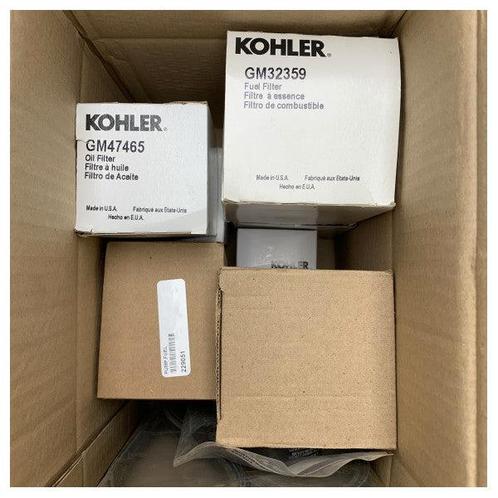 KOHLER®
GM32359
Fuel Filter
Filtre à essence
Filtro de combustible
Made in U.S.A. Fabriqué aux États-Unis
Hecho en E.U.A.
KOHLER®
GM47465
Oil Filter
Filtre à huile
Filtro de Aceite
Made in U.S.A. Fabriqué aux États-Unis
Hecho en E.U.A.
KOHLER
PUMP,FUEL
229051